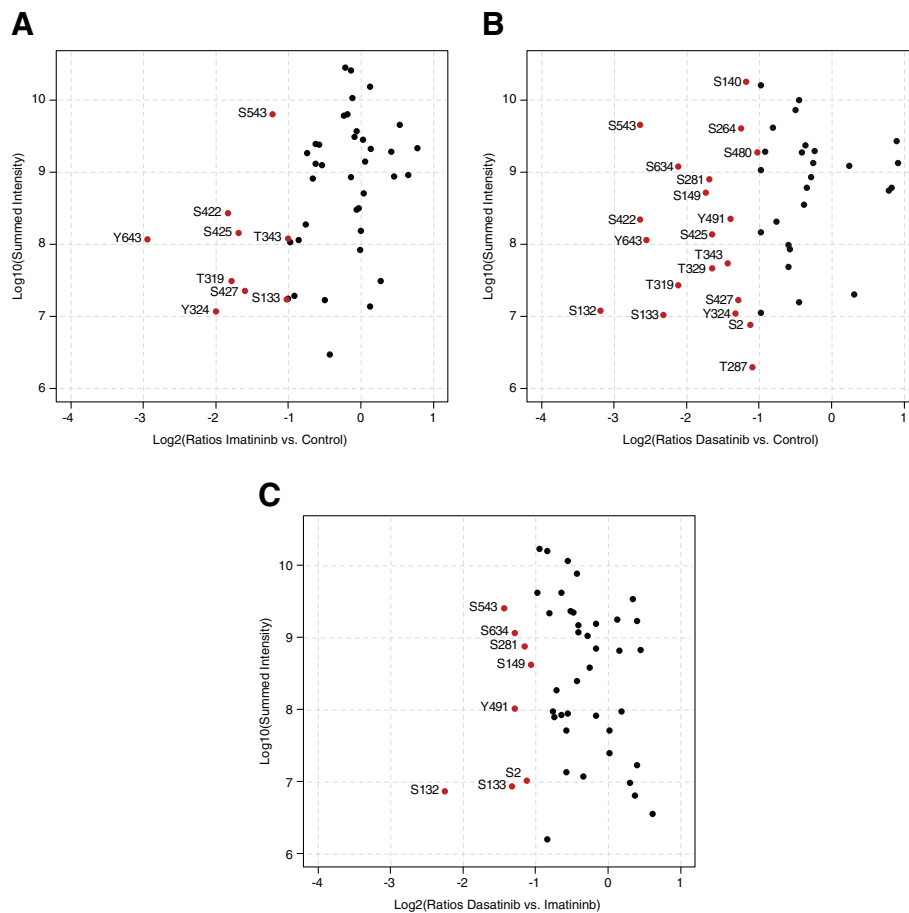 A
B
10
9
8
7
6
Log10(Summed Intensity)
S543
S422
S425
Y643
T343
T319
S427
S133
Y324
-4
-3
-2
-1
0
1
Log2(Ratios Imatininb vs. Control)
10
9
8
7
6
Log10(Summed Intensity)
S140
S543
S264
S480
S634
S281
S149
S422
Y491
Y643
S425
T343
T329
T319
S427
S132
S133
Y324
S2
T287
-4
-3
-2
-1
0
1
Log2(Ratios Dasatinib vs. Control)
C
10
9
8
7
6
Log10(Summed Intensity)
S543
S634
S281
S149
Y491
S2
S133
S132
-4
-3
-2
-1
0
1
Log2(Ratios Dasatinib vs. Imatininb)